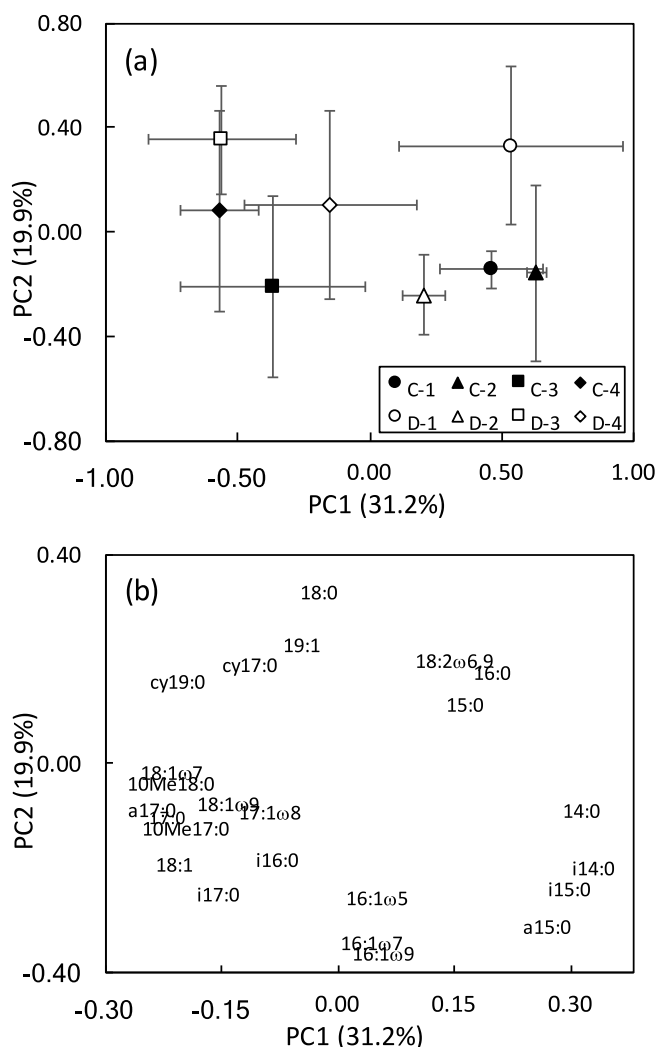 0.80
(a)
0.40
0.00
-0.40
-0.80
PC2 (19.9%)
C-1 C-2 C-3 C-4
D-1 D-2 D-3 D-4
-1.00 -0.50 0.00 0.50 1.00
PC1 (31.2%)
0.40
(b)
18:0
19:1
cy17:0
18:2ω6,9
cy19:0
16:0
15:0
0.00
PC2 (19.9%)
18:1ω7
10Me18:0
a17:0
18:1ω9
17:1ω8
14:0
17:0
10Me17:0
18:1
i16:0
i14:0
i17:0
i15:0
16:1ω5
a15:0
16:1ω7
16:1ω9
-0.40
-0.30 -0.15 0.00 0.15 0.30
PC1 (31.2%)